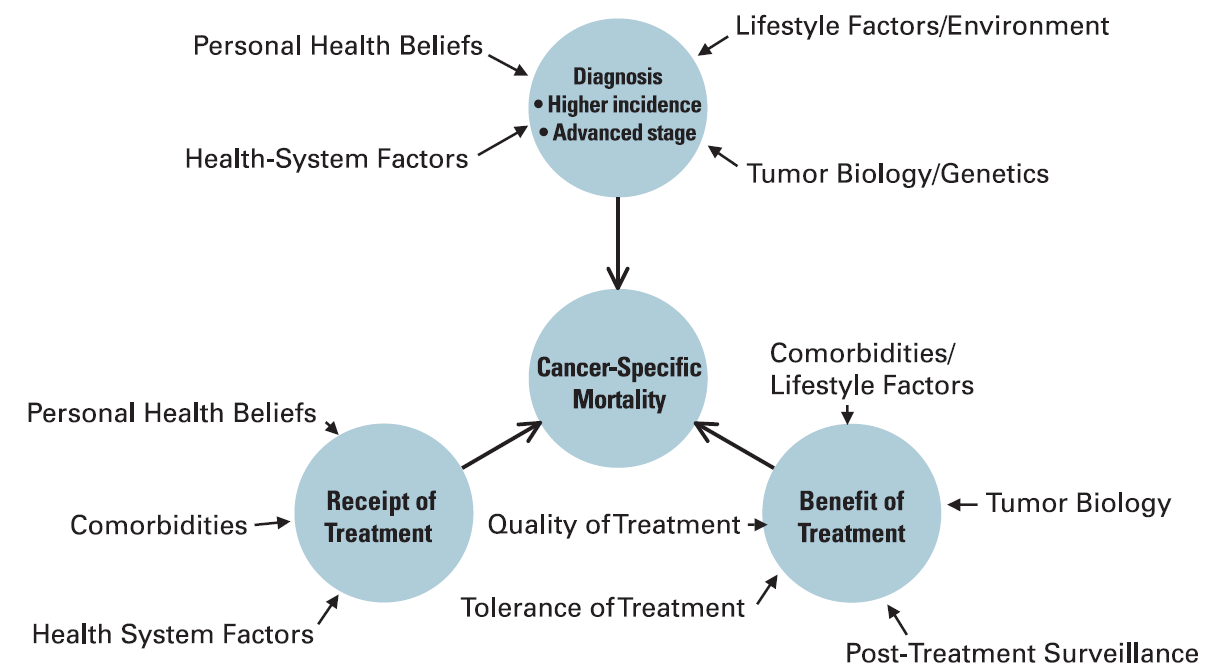 Personal Health Beliefs
Lifestyle Factors/Environment
Diagnosis
• Higher incidence
• Advanced stage
Health-System Factors
Tumor Biology/Genetics
Cancer-Specific
Mortality
Personal Health Beliefs
Comorbidities
Health System Factors
Receipt of
Treatment
Comorbidities/
Lifestyle Factors
Quality of Treatment
Tolerance of Treatment
Benefit of
Treatment
Tumor Biology
Post-Treatment Surveillance